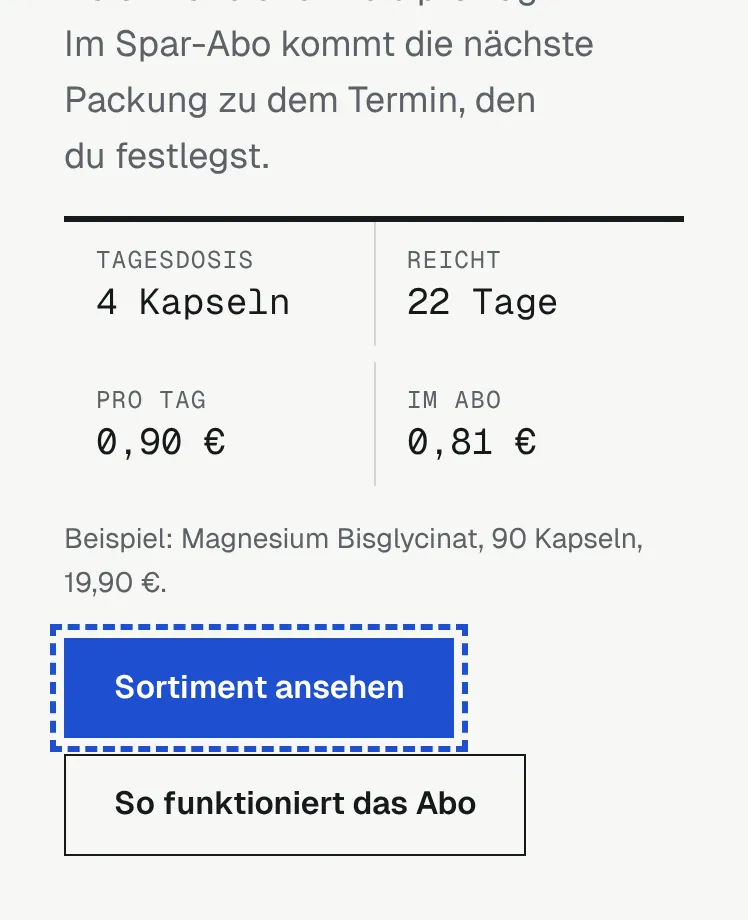 Im Spar-Abo kommt die nächste
Packung zu dem Termin, den
du festlegst.
TAGESDOSIS
4 Kapseln
REICHT
22 Tage
PRO TAG
0,90 €
IM ABO
0,81 €
Beispiel: Magnesium Bisglycinat, 90 Kapseln,
19,90 €.
Sortiment ansehen
So funktioniert das Abo